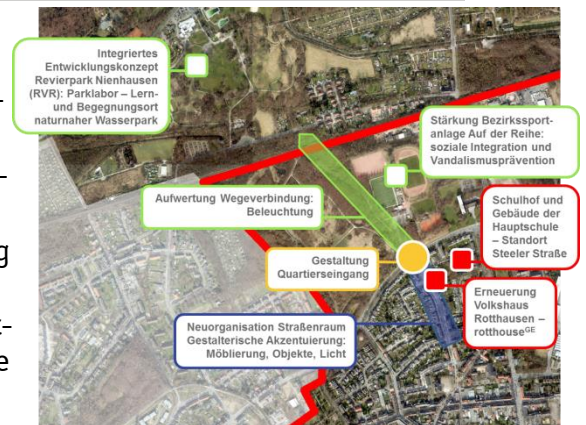 Integriertes
Entwicklungskonzept
Revierpark Nienhausen
(RVR): Parklabor – Lern-
und Begegnungsort
naturnaher Wasserpark
Stärkung Bezirkssport-
anlage Auf der Reihe:
soziale Integration und
Vandalismusprävention
Aufwertung Wegeverbindung:
Beleuchtung
Schulhof und
Gebäude der
Hauptschule
– Standort
Steeler Straße
Gestaltung
Quartierseingang
Erneuerung
Volkshaus
Rotthausen –
rotthouseGE
Neuorganisation Straßenraum
Gestalterische Akzentuierung:
Möblierung, Objekte, Licht